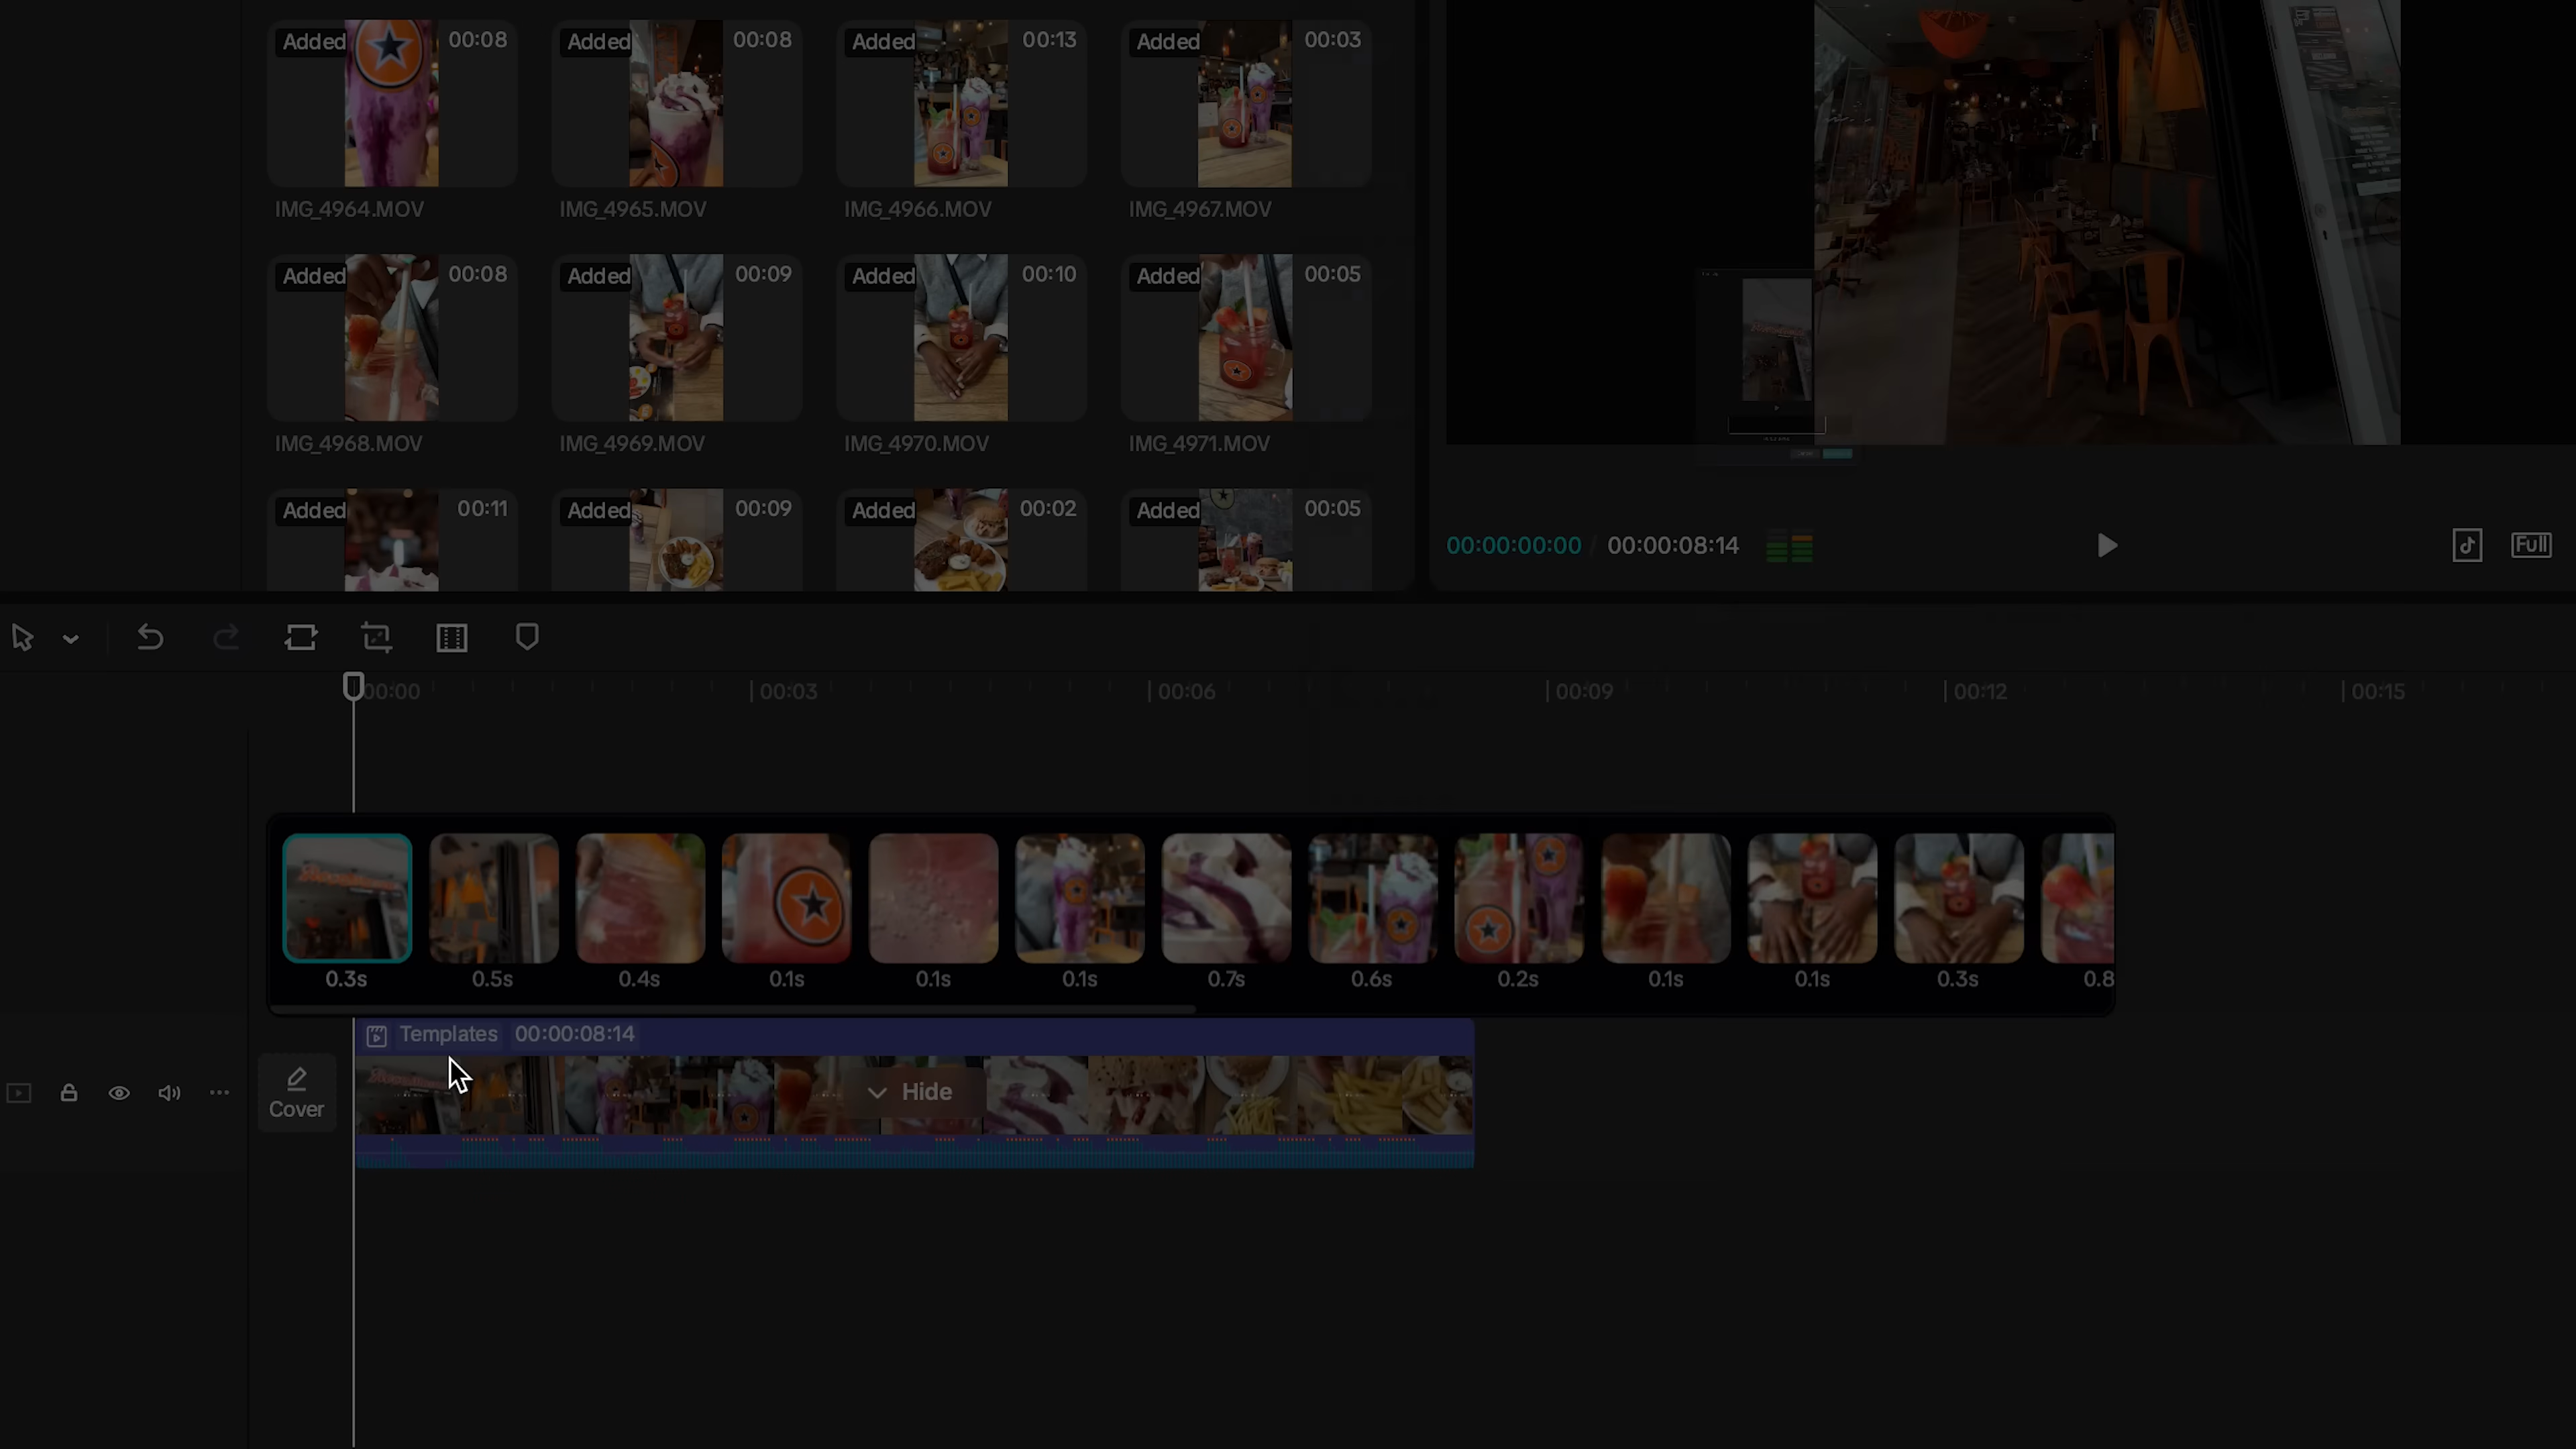 Added 00:08 Added 00:08 Added 00:13 Added 00:03
IMG_4964.MOV IMG_4965.MOV IMG_4966.MOV IMG_4967.MOV
Added 00:08 Added 00:09 Added 00:10 Added 00:05
IMG_4968.MOV IMG_4969.MOV IMG_4970.MOV IMG_4971.MOV
Added 00:11 Added 00:09 Added 00:02 Added 00:05
00:00:00:00 / 00:00:08:14
Full
00:00 00:03 00:06 00:09 00:12 00:15
0.3s 0.5s 0.4s 0.1s 0.1s 0.1s 0.7s 0.6s 0.2s 0.1s 0.1s 0.3s 0.8
Templates 00:00:08:14
Hide
Cover